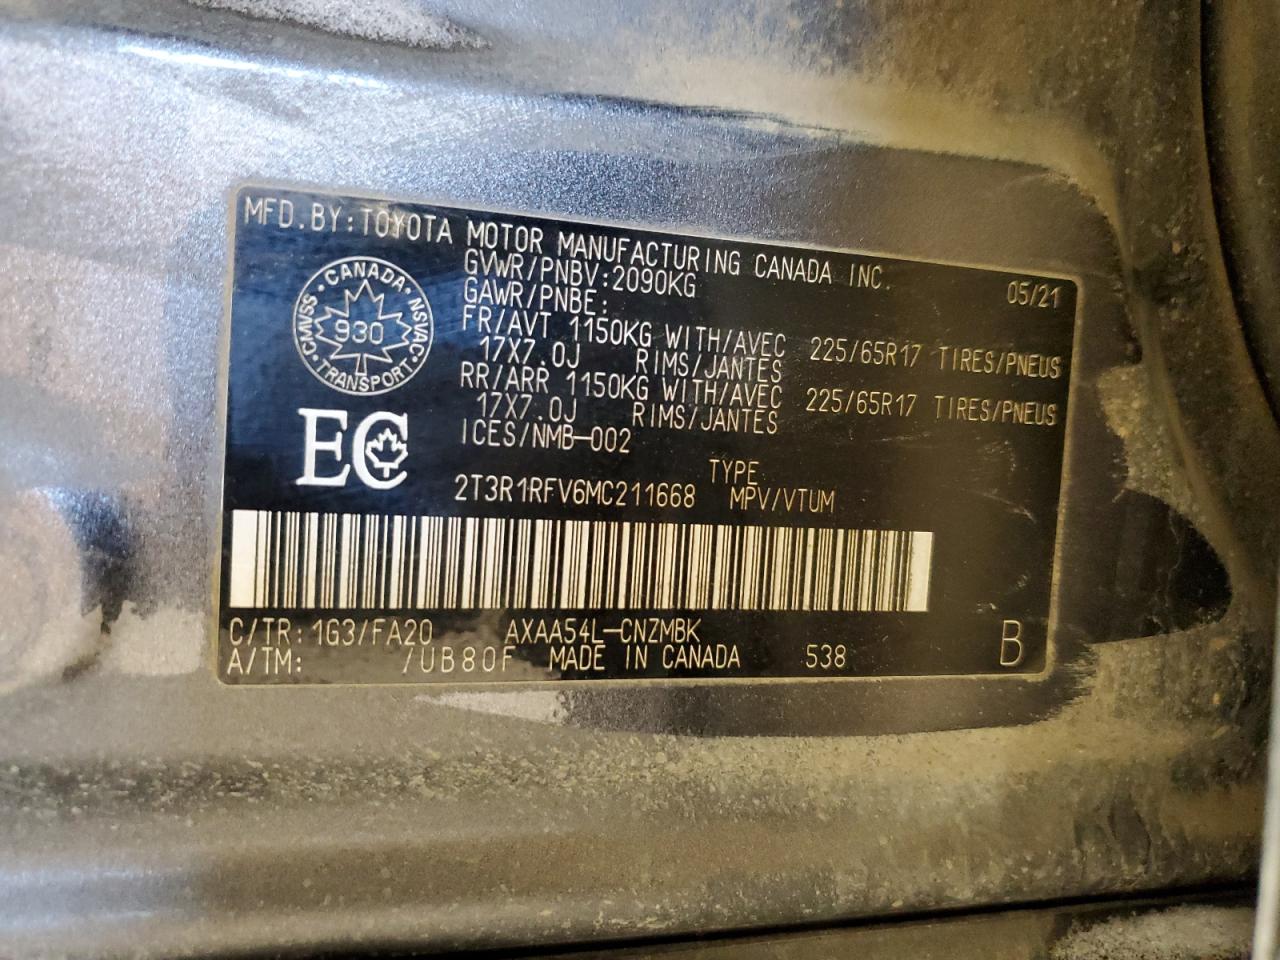 MFD.BY:TOYOTA MOTOR MANUFACTURING CANADA INC.
GVWR/PNBV:2090KG 05/21
GAWR/PNBE:
FR/AVT 1150KG WITH/AVEC 225/65R17 TIRES/PNEUS
17X7.0J RIMS/JANTES
RR/ARR 1150KG WITH/AVEC 225/65R17 TIRES/PNEUS
17X7.0J RIMS/JANTES
ICES/NMB-002
CANADA · NSVAC · TRANSPORT · CMVSS
930
EC
TYPE
2T3R1RFV6MC211668 MPV/VTUM
C/TR:1G3/FA20 AXAA54L-CNZMBK
A/TM: /UB80F MADE IN CANADA 538
B